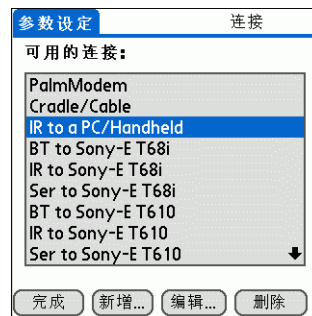 参数设定 连接
可用的连接:
PalmModem
Cradle/Cable
IR to a PC/Handheld
BT to Sony-E T68i
IR to Sony-E T68i
Ser to Sony-E T68i
BT to Sony-E T610
IR to Sony-E T610
Ser to Sony-E T610
完成 新增... 编辑... 删除